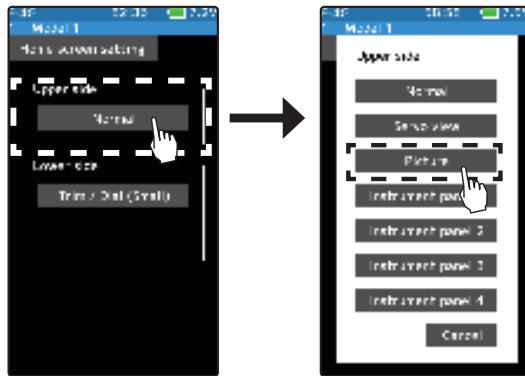 Model 1
Home screen setting
Upper side
Normal
Lower side
Trim / Dial (Small)
Model 1
Upper side
Normal
Servo view
Picture
Instrument panel
Instrument panel 2
Instrument panel 3
Instrument panel 4
Cancel